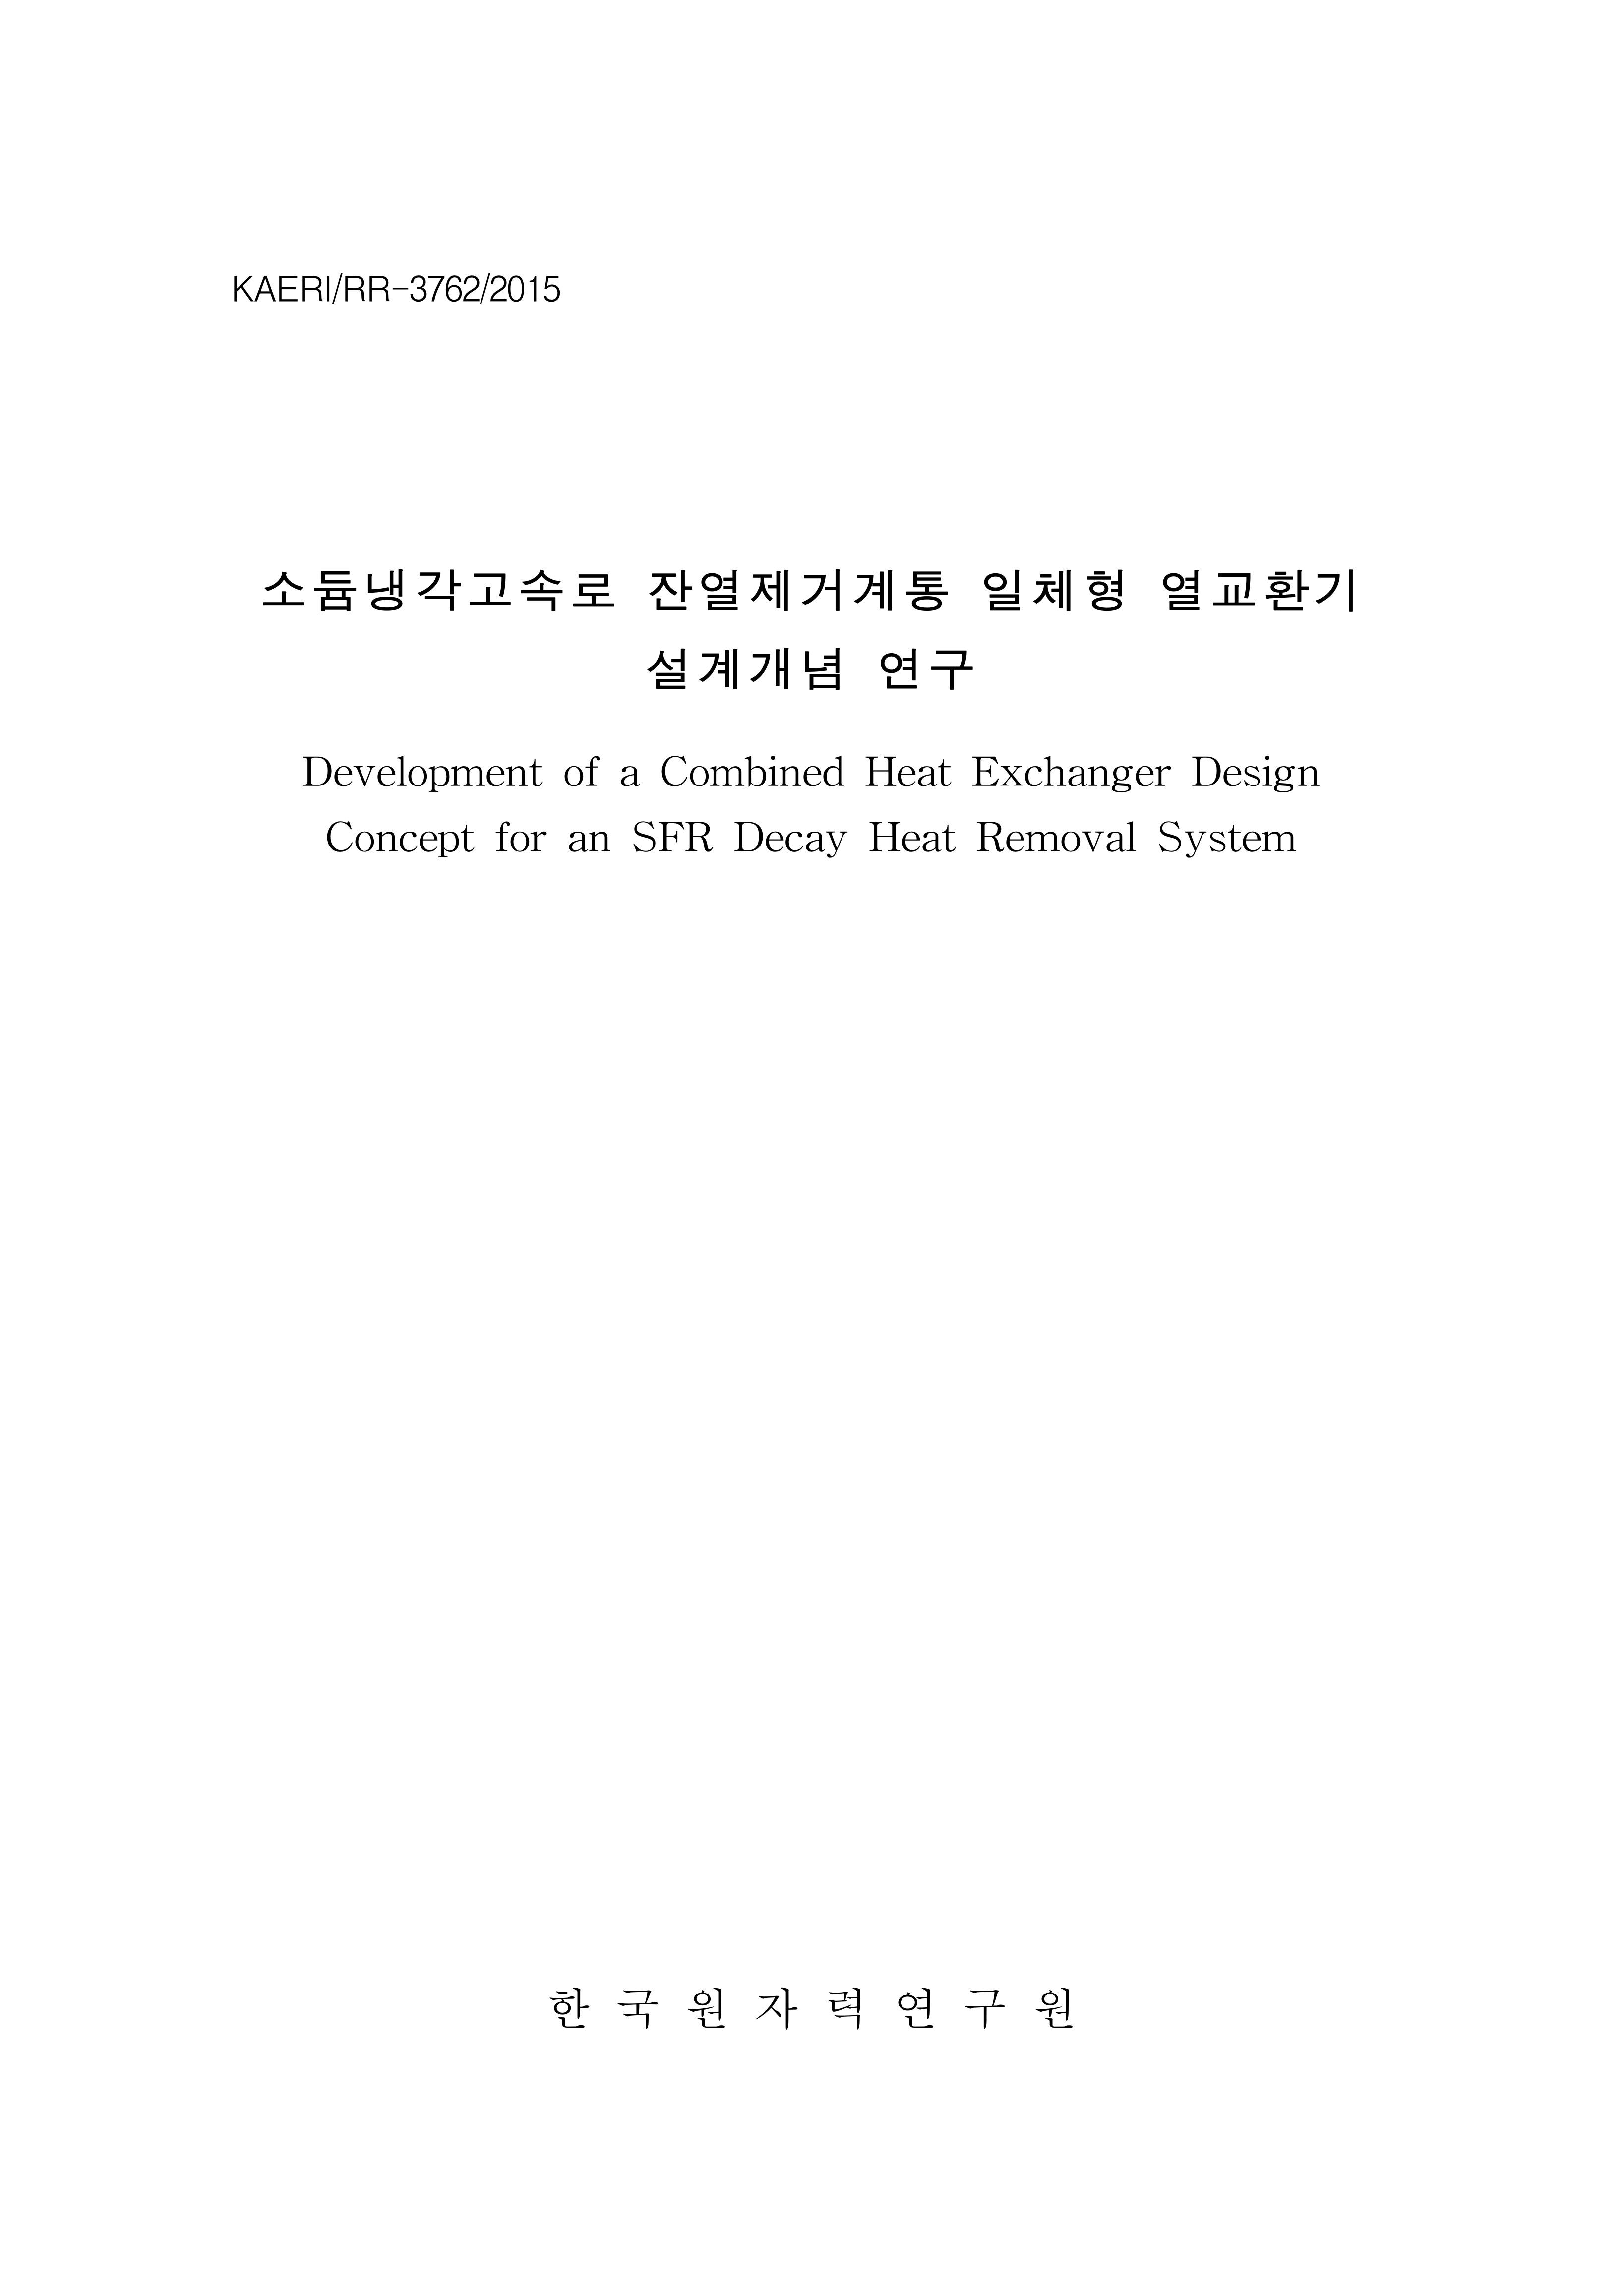 KAERI/RR-3762/2015
소듐냉각고속로 잔열제거계통 일체형 열교환기
설계개념 연구
Development of a Combined Heat Exchanger Design
Concept for an SFR Decay Heat Removal System
한 국 원 자 력 연 구 원